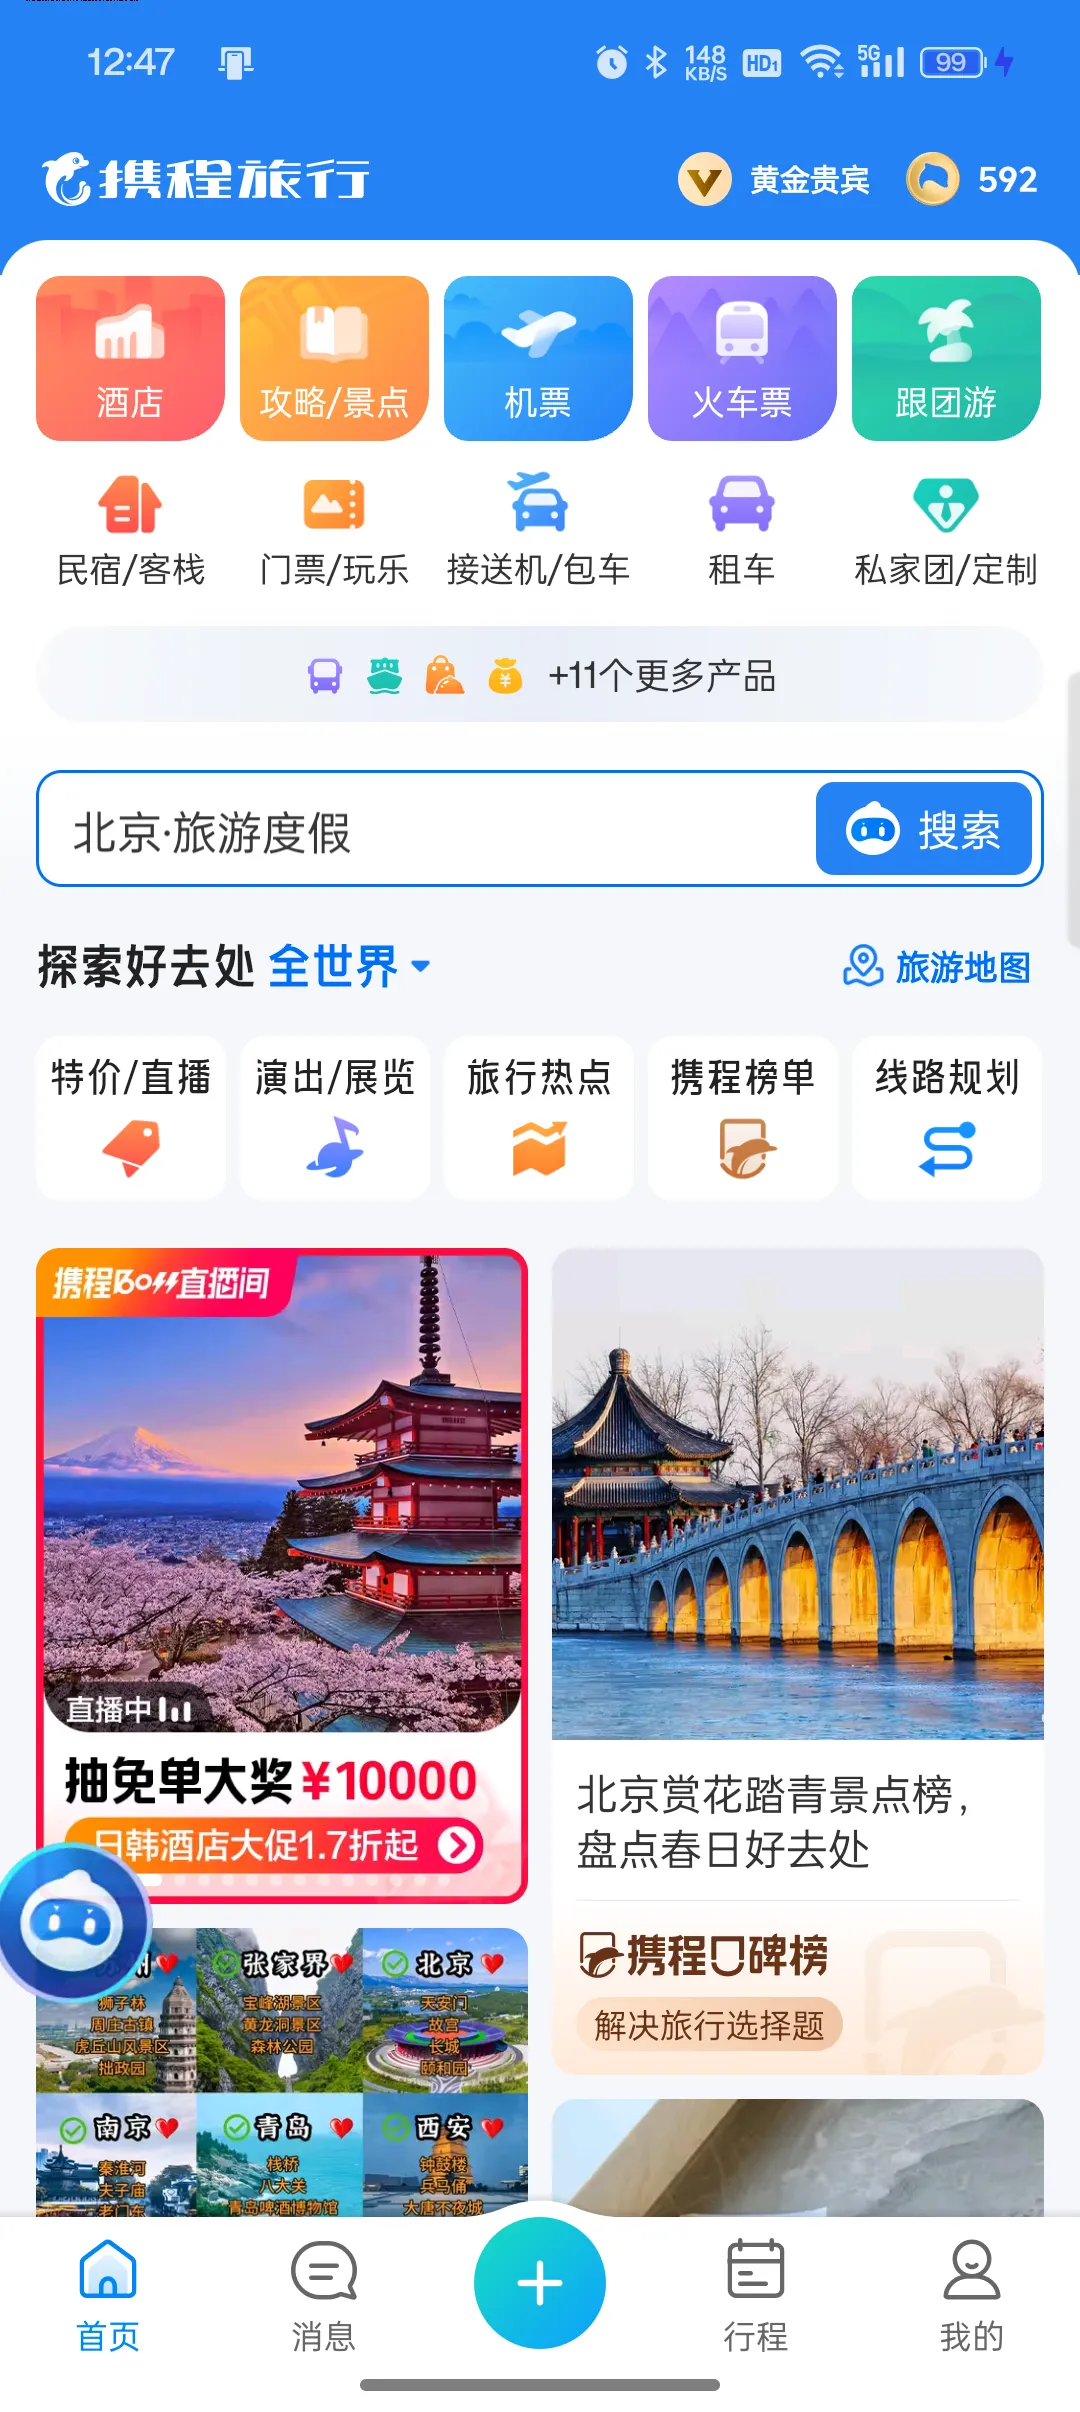 12:47
148 KB/S HD1 5G 99
携程旅行
黄金贵宾 592
酒店 攻略/景点 机票 火车票 跟团游
民宿/客栈 门票/玩乐 接送机/包车 租车 私家团/定制
+11个更多产品
北京·旅游度假 搜索
探索好去处 全世界 旅游地图
特价/直播 演出/展览 旅行热点 携程榜单 线路规划
携程BOSS直播间
直播中
抽免单大奖¥10000
日韩酒店大促1.7折起
北京赏花踏青景点榜，
盘点春日好去处
携程口碑榜
解决旅行选择题
州 张家界 北京
狮子林 宝峰湖景区 天安门
周庄古镇 黄龙洞景区 故宫
虎丘山风景区 森林公园 长城
拙政园 颐和园
南京 青岛 西安
秦淮河 栈桥 钟鼓楼
夫子庙 八大关 兵马俑
老门东 青岛啤酒博物馆 大唐不夜城
首页 消息 行程 我的